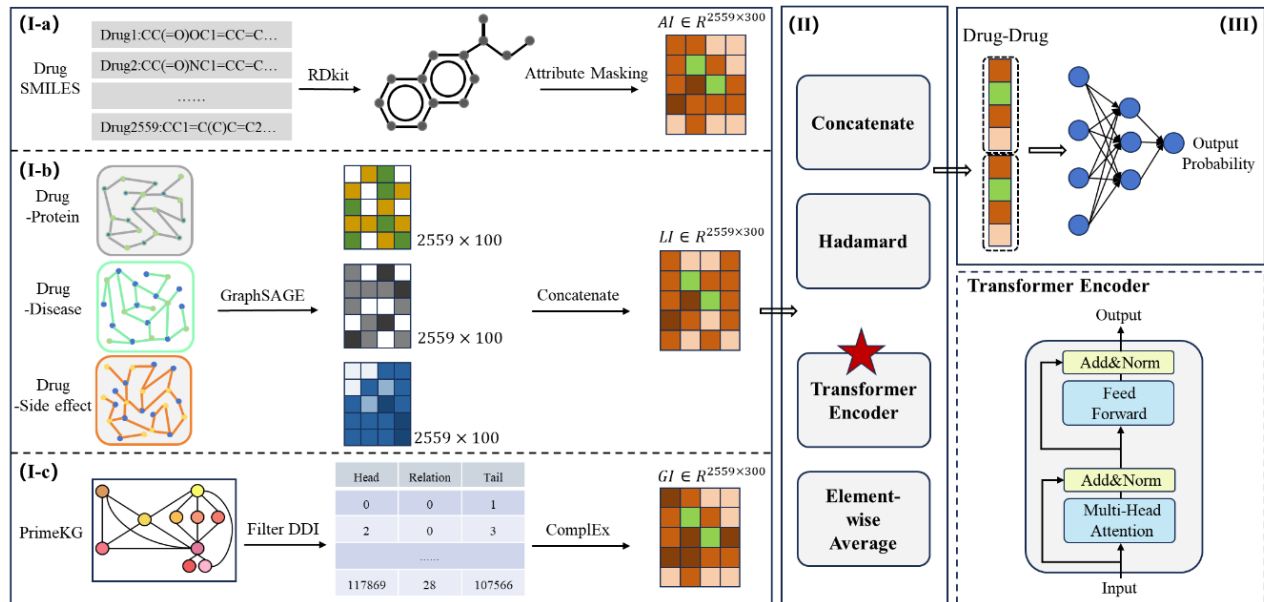 (I-a)
Drug
SMILES
Drug1:CC(=O)OC1=CC=C…
Drug2:CC(=O)NC1=CC=C…
……
Drug2559:CC1=C(C)C=C2…
RDkit
Attribute Masking
AI ∈ R^{2559×300}
(I-b)
Drug
-Protein
Drug
-Disease
Drug
-Side effect
GraphSAGE
2559 × 100
2559 × 100
2559 × 100
Concatenate
LI ∈ R^{2559×300}
(I-c)
PrimeKG
Filter DDI
Head Relation Tail
0 0 1
2 0 3
……
117869 28 107566
ComplEx
GI ∈ R^{2559×300}
(II)
Concatenate
Hadamard
Transformer
Encoder
Element-
wise
Average
(III)
Drug-Drug
Output
Probability
Transformer Encoder
Output
Add&Norm
Feed
Forward
Add&Norm
Multi-Head
Attention
Input